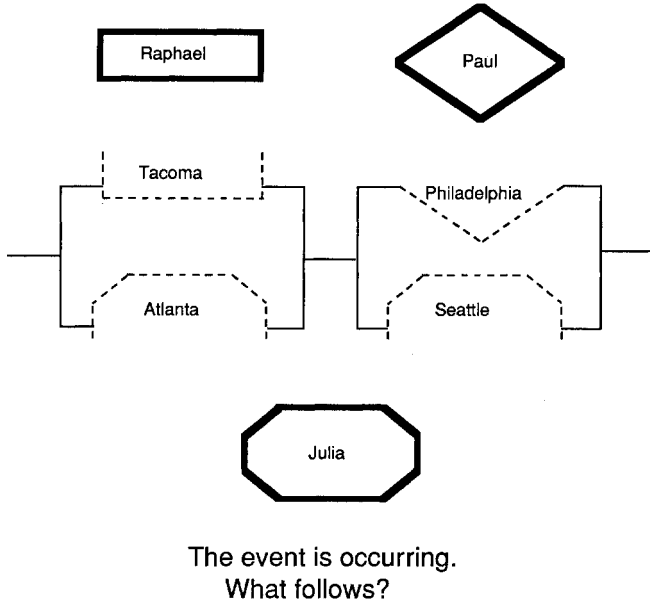 Raphael
Paul
Tacoma
Philadelphia
Atlanta
Seattle
Julia
The event is occurring.
What follows?